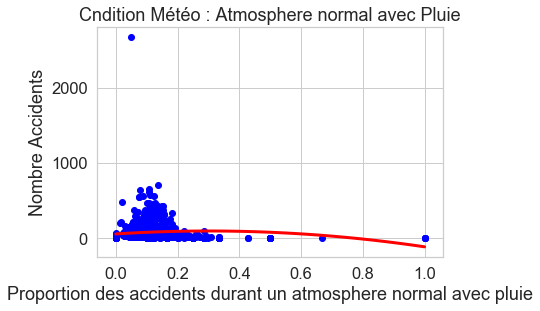 Cndition Météo : Atmosphere normal avec Pluie
Nombre Accidents
2000
1000
0
0.0 0.2 0.4 0.6 0.8 1.0
Proportion des accidents durant un atmosphere normal avec pluie